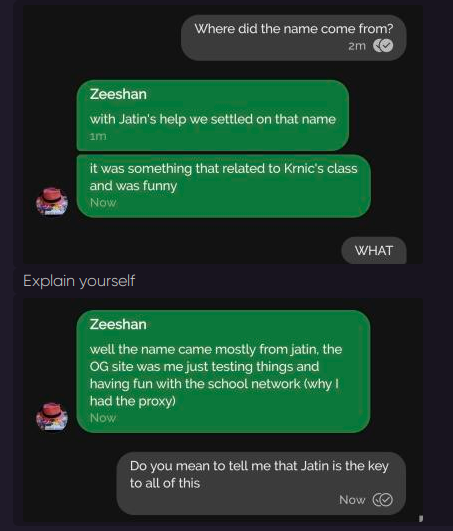 Where did the name come from?
2m
Zeeshan
with Jatin's help we settled on that name
1m
it was something that related to Krnic's class
and was funny
Now
WHAT
Explain yourself
Zeeshan
well the name came mostly from jatin, the
OG site was me just testing things and
having fun with the school network (why I
had the proxy)
Now
Do you mean to tell me that Jatin is the key
to all of this
Now